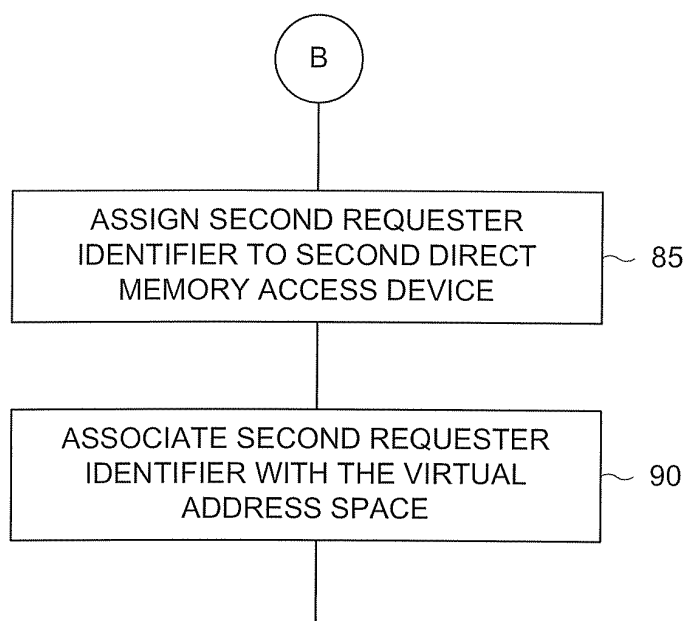 B
ASSIGN SECOND REQUESTER
IDENTIFIER TO SECOND DIRECT
MEMORY ACCESS DEVICE
85
ASSOCIATE SECOND REQUESTER
IDENTIFIER WITH THE VIRTUAL
ADDRESS SPACE
90